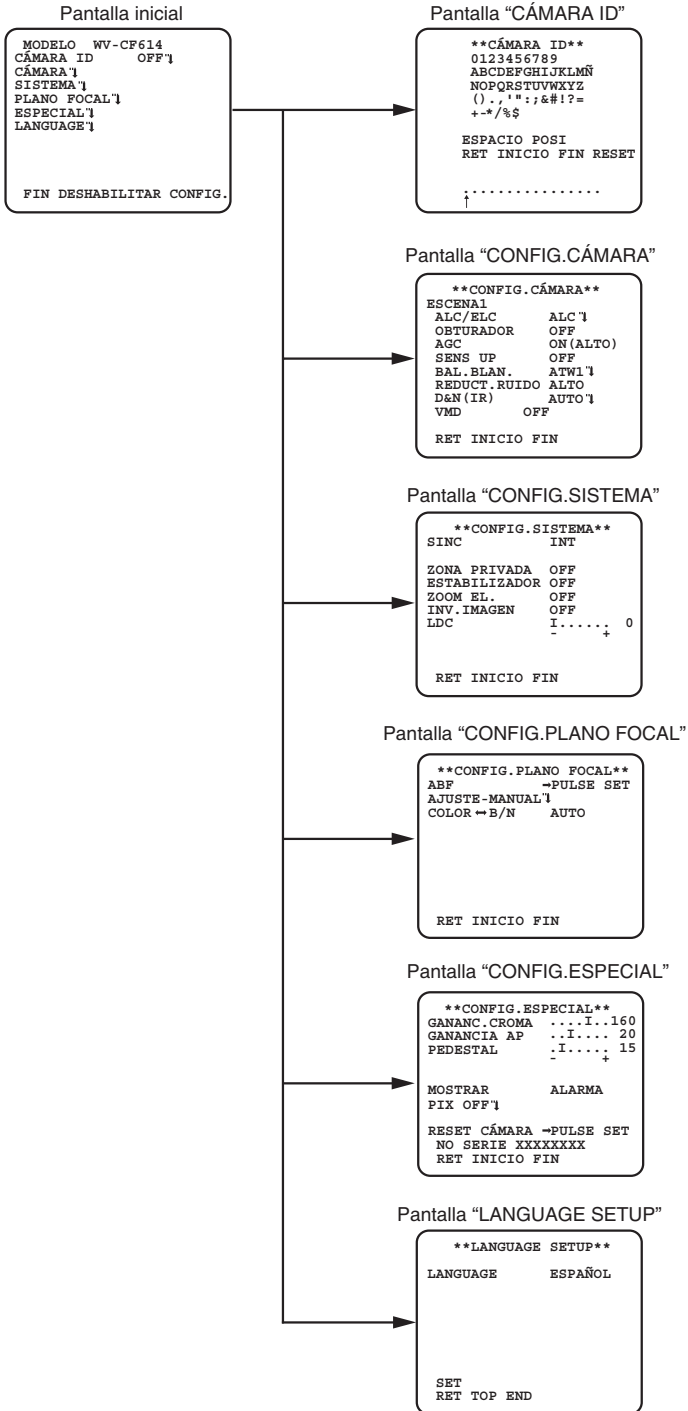 Pantalla inicial
MODELO WV-CF614
CÁMARA ID OFF
CÁMARA
SISTEMA
PLANO FOCAL
ESPECIAL
LANGUAGE
FIN DESHABILITAR CONFIG.
Pantalla “CÁMARA ID”
**CÁMARA ID**
0123456789
ABCDEFGHIJKLMÑ
NOPQRSTUVWXYZ
().,'":;&#!?=
+-*/%$
ESPACIO POSI
RET INICIO FIN RESET
................
↑
Pantalla “CONFIG.CÁMARA”
**CONFIG.CÁMARA**
ESCENA1
ALC/ELC ALC
OBTURADOR OFF
AGC ON(ALTO)
SENS UP OFF
BAL.BLAN. ATW1
REDUCT.RUIDO ALTO
D&N(IR) AUTO
VMD OFF
RET INICIO FIN
Pantalla “CONFIG.SISTEMA”
**CONFIG.SISTEMA**
SINC INT
ZONA PRIVADA OFF
ESTABILIZADOR OFF
ZOOM EL. OFF
INV.IMAGEN OFF
LDC I...... 0
- +
RET INICIO FIN
Pantalla “CONFIG.PLANO FOCAL”
**CONFIG.PLANO FOCAL**
ABF →PULSE SET
AJUSTE-MANUAL
COLOR↔B/N AUTO
RET INICIO FIN
Pantalla “CONFIG.ESPECIAL”
**CONFIG.ESPECIAL**
GANANC.CROMA ....I..160
GANANCIA AP ..I.... 20
PEDESTAL .I..... 15
- +
MOSTRAR ALARMA
PIX OFF
RESET CÁMARA →PULSE SET
NO SERIE XXXXXXXX
RET INICIO FIN
Pantalla “LANGUAGE SETUP”
**LANGUAGE SETUP**
LANGUAGE ESPAÑOL
SET
RET TOP END